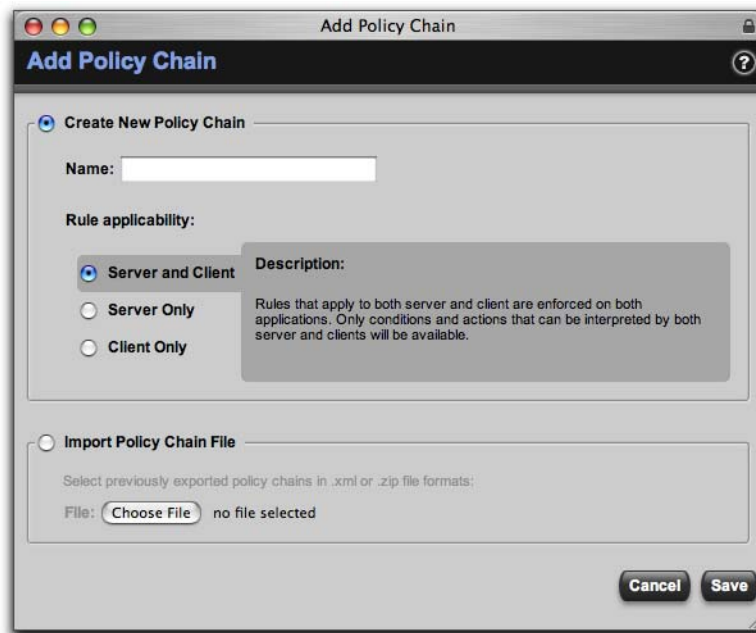 Add Policy Chain
Add Policy Chain
?
Create New Policy Chain
Name:
Rule applicability:
Server and Client
Server Only
Client Only
Description:
Rules that apply to both server and client are enforced on both
applications. Only conditions and actions that can be interpreted by both
server and clients will be available.
Import Policy Chain File
Select previously exported policy chains in .xml or .zip file formats:
File: Choose File no file selected
Cancel Save